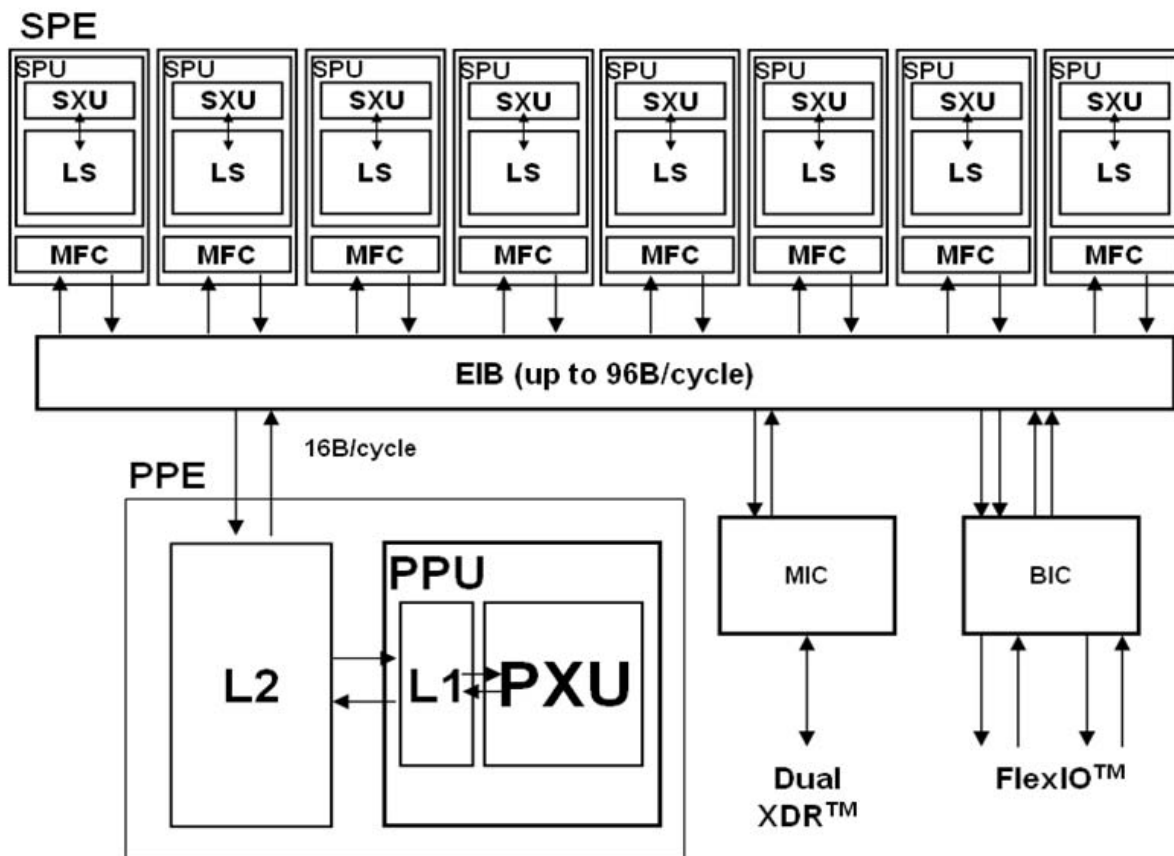 SPE
SPU SPU SPU SPU SPU SPU SPU SPU
SXU SXU SXU SXU SXU SXU SXU SXU
LS LS LS LS LS LS LS LS
MFC MFC MFC MFC MFC MFC MFC MFC
EIB (up to 96B/cycle)
16B/cycle
PPE
PPU
L2
L1
PXU
MIC
BIC
Dual
XDR™
FlexIO™